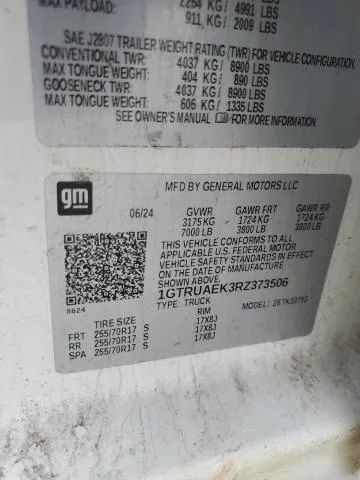 MAX PAYLOAD:
2264 KG / 4991 LBS
911 KG / 2009 LBS
SAE J2807 TRAILER WEIGHT RATING (TWR) FOR VEHICLE CONFIGURATION.
CONVENTIONAL TWR: 4037 KG / 8900 LBS
MAX TONGUE WEIGHT: 404 KG / 890 LBS
GOOSENECK TWR: 4037 KG / 8900 LBS
MAX TONGUE WEIGHT: 606 KG / 1335 LBS
SEE OWNER'S MANUAL FOR MORE INFORMATION.
gm
MFD BY GENERAL MOTORS LLC
06/24 GVWR GAWR FRT GAWR RR
3175 KG 1724 KG 1724 KG
7000 LB 3800 LB 3800 LB
THIS VEHICLE CONFORMS TO ALL
APPLICABLE U.S. FEDERAL MOTOR
VEHICLE SAFETY STANDARDS IN EFFECT ON
THE DATE OF MANUFACTURE SHOWN ABOVE.
1GTRUAEK3RZ373506
8624 TYPE: TRUCK MODEL:
TIRE SIZE RIM
FRT 255/70R17 S 17X8J
RR 255/70R17 S 17X8J
SPA 255/70R17 S 17X8J